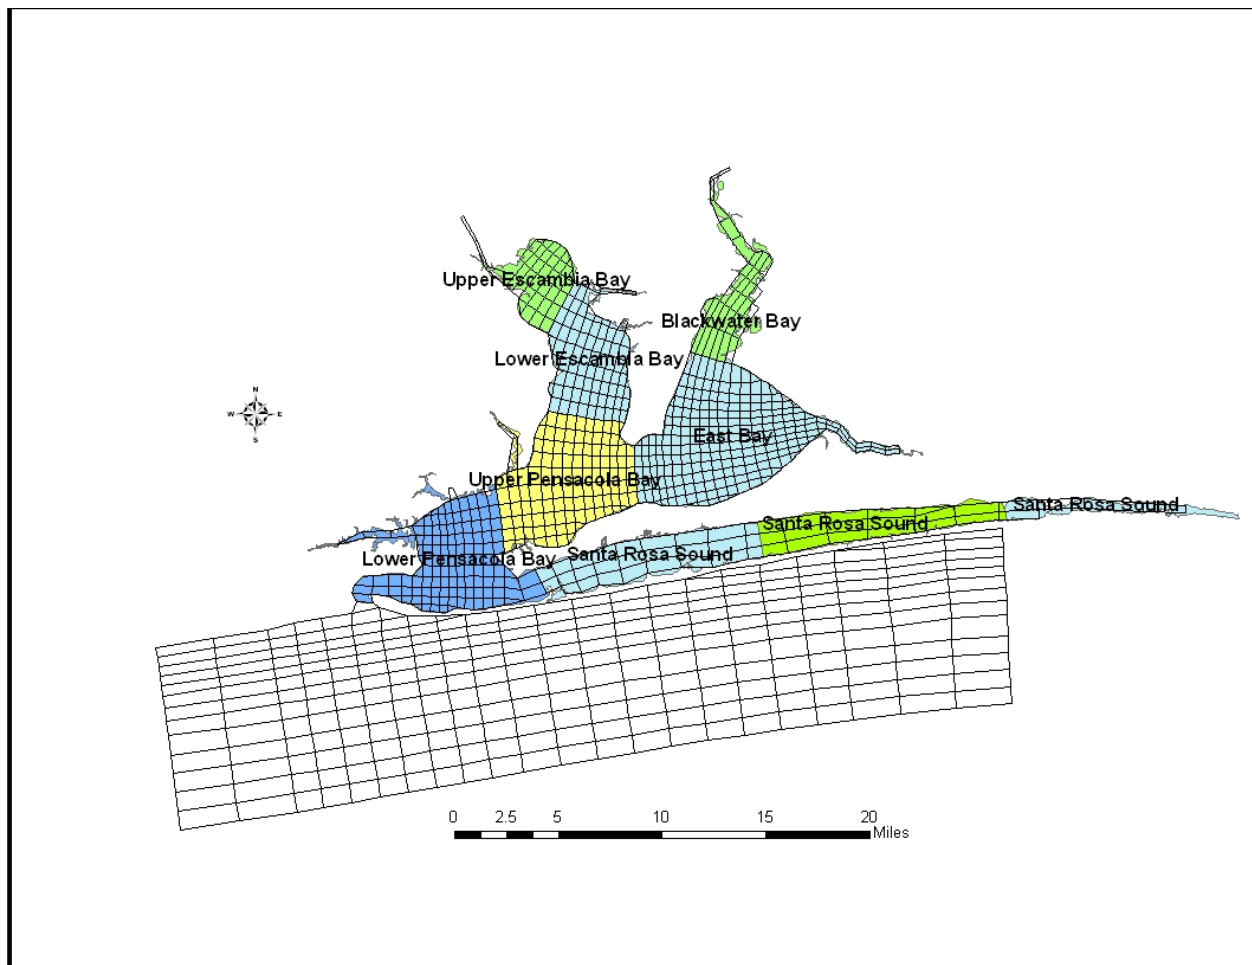 Upper Escambia Bay
Blackwater Bay
Lower Escambia Bay
N
W E
S
East Bay
Upper Pensacola Bay
Santa Rosa Sound
Santa Rosa Sound
Santa Rosa Sound
Lower Pensacola Bay
0 2.5 5 10 15 20
Miles